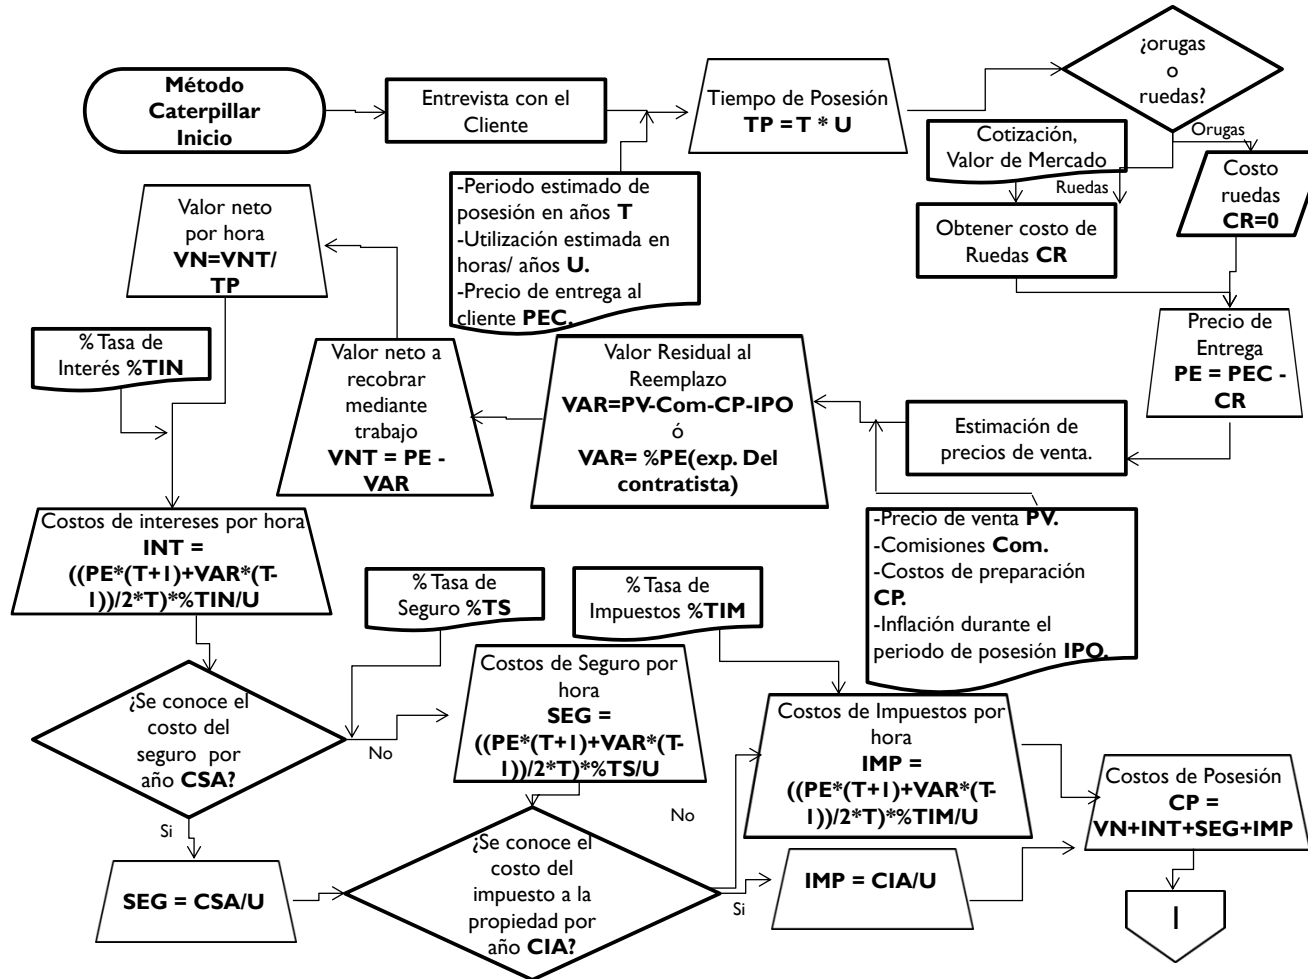 Método
Caterpillar
Inicio
Entrevista con el
Cliente
-Periodo estimado de
posesión en años T
-Utilización estimada en
horas/ años U.
-Precio de entrega al
cliente PEC.
Tiempo de Posesión
TP = T * U
¿orugas
o
ruedas?
Orugas
Ruedas
Cotización,
Valor de Mercado
Obtener costo de
Ruedas CR
Costo
ruedas
CR=0
Precio de
Entrega
PE = PEC -
CR
Estimación de
precios de venta.
-Precio de venta PV.
-Comisiones Com.
-Costos de preparación
CP.
-Inflación durante el
periodo de posesión IPO.
Valor Residual al
Reemplazo
VAR=PV-Com-CP-IPO
ó
VAR= %PE(exp. Del
contratista)
Valor neto a
recobrar
mediante
trabajo
VNT = PE -
VAR
Valor neto
por hora
VN=VNT/
TP
% Tasa de
Interés %TIN
Costos de intereses por hora
INT =
((PE*(T+1)+VAR*(T-
1))/2*T)*%TIN/U
¿Se conoce el
costo del
seguro por
año CSA?
No
Si
% Tasa de
Seguro %TS
Costos de Seguro por
hora
SEG =
((PE*(T+1)+VAR*(T-
1))/2*T)*%TS/U
SEG = CSA/U
¿Se conoce el
costo del
impuesto a la
propiedad por
año CIA?
No
Si
% Tasa de
Impuestos %TIM
Costos de Impuestos por
hora
IMP =
((PE*(T+1)+VAR*(T-
1))/2*T)*%TIM/U
IMP = CIA/U
Costos de Posesión
CP =
VN+INT+SEG+IMP
1